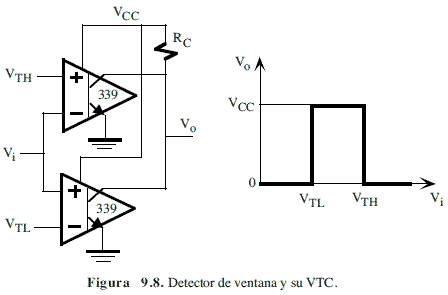 VCC
RC
VTH
+
339
−
Vo
Vi
+
339
VTL
−
Vo
VCC
0
VTL
VTH
Vi
Figura 9.8. Detector de ventana y su VTC.